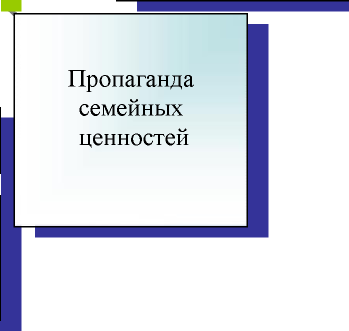 Пропаганда
семейных
ценностей